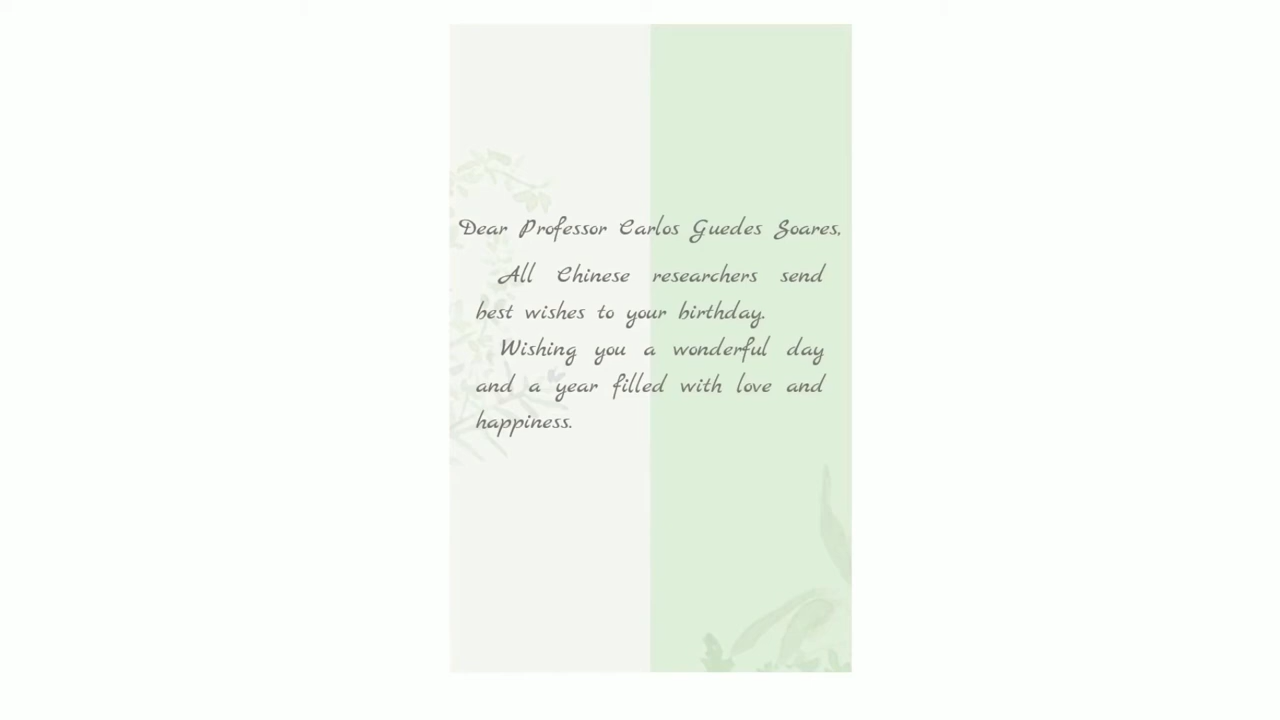 Dear Professor Carlos Guedes Soares,
All Chinese researchers send
best wishes to your birthday.
Wishing you a wonderful day
and a year filled with love and
happiness.